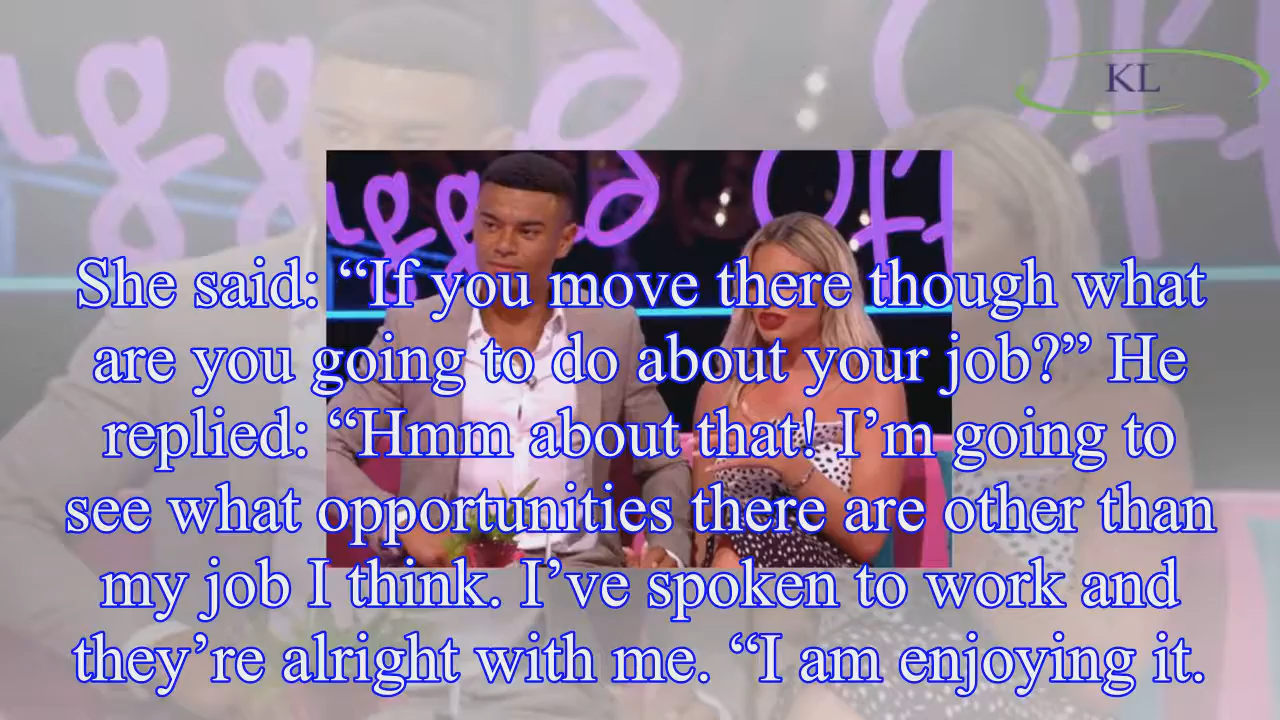 KL
gged Off
She said: “If you move there though what
are you going to do about your job?” He
replied: “Hmm about that! I’m going to
see what opportunities there are other than
my job I think. I’ve spoken to work and
they’re alright with me. “I am enjoying it.